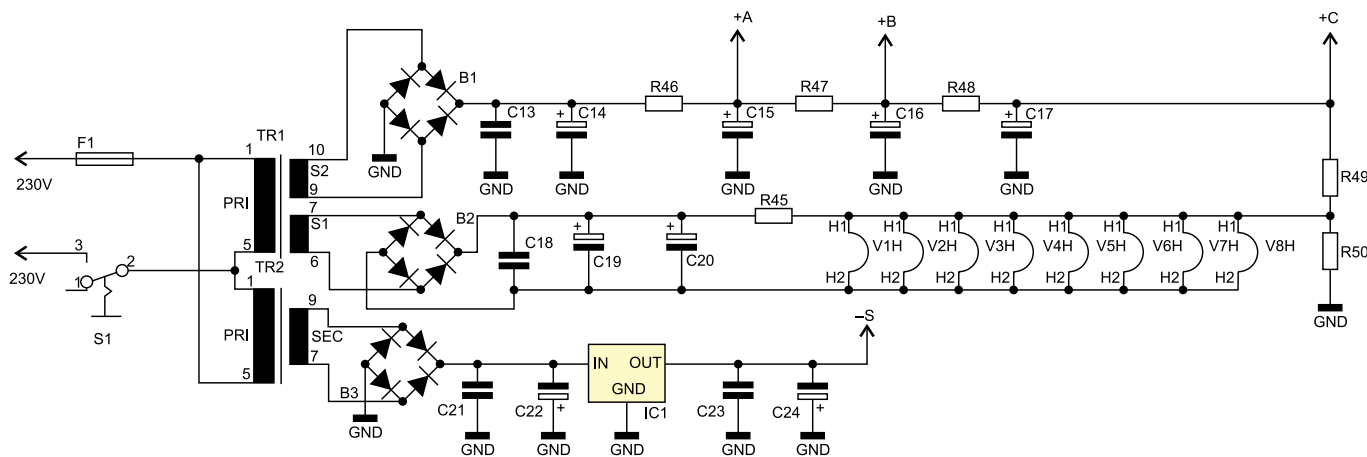 +A
+B
+C
B1
R46
R47
R48
C13
C14
C15
C16
C17
+
+
+
+
F1
TR1
1
10
S2
GND
GND
GND
GND
GND
GND
230V
9
R49
PRI
7
S1
B2
R45
+
+
C18
C19
C20
H1
H1
H1
H1
H1
H1
H1
H1
V1H
V2H
V3H
V4H
V5H
V6H
V7H
V8H
R50
3
5
6
H2
H2
H2
H2
H2
H2
H2
H2
230V
2
1
TR2
1
9
GND
S1
PRI
SEC
–S
7
IN
OUT
GND
5
B3
C21
C22
+
IC1
C23
C24
+
GND
GND
GND
GND
GND
GND